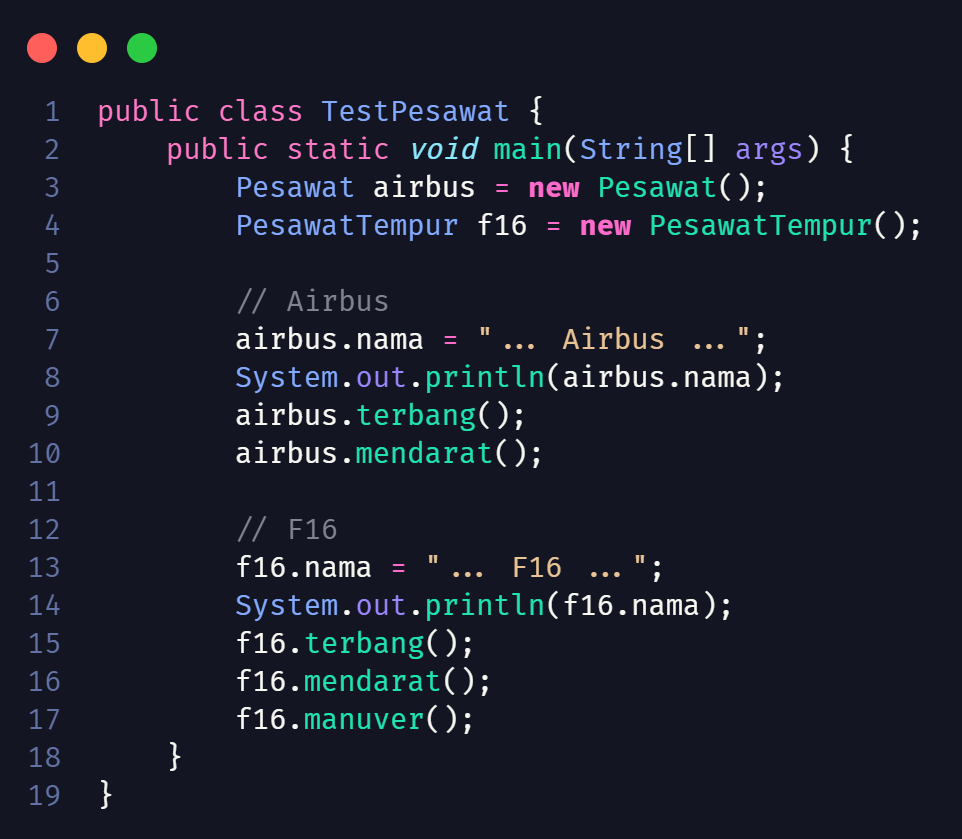 1 public class TestPesawat {
2     public static void main(String[] args) {
3         Pesawat airbus = new Pesawat();
4         PesawatTempur f16 = new PesawatTempur();
5
6         // Airbus
7         airbus.nama = "... Airbus ...";
8         System.out.println(airbus.nama);
9         airbus.terbang();
10         airbus.mendarat();
11
12         // F16
13         f16.nama = "... F16 ...";
14         System.out.println(f16.nama);
15         f16.terbang();
16         f16.mendarat();
17         f16.manuver();
18     }
19 }